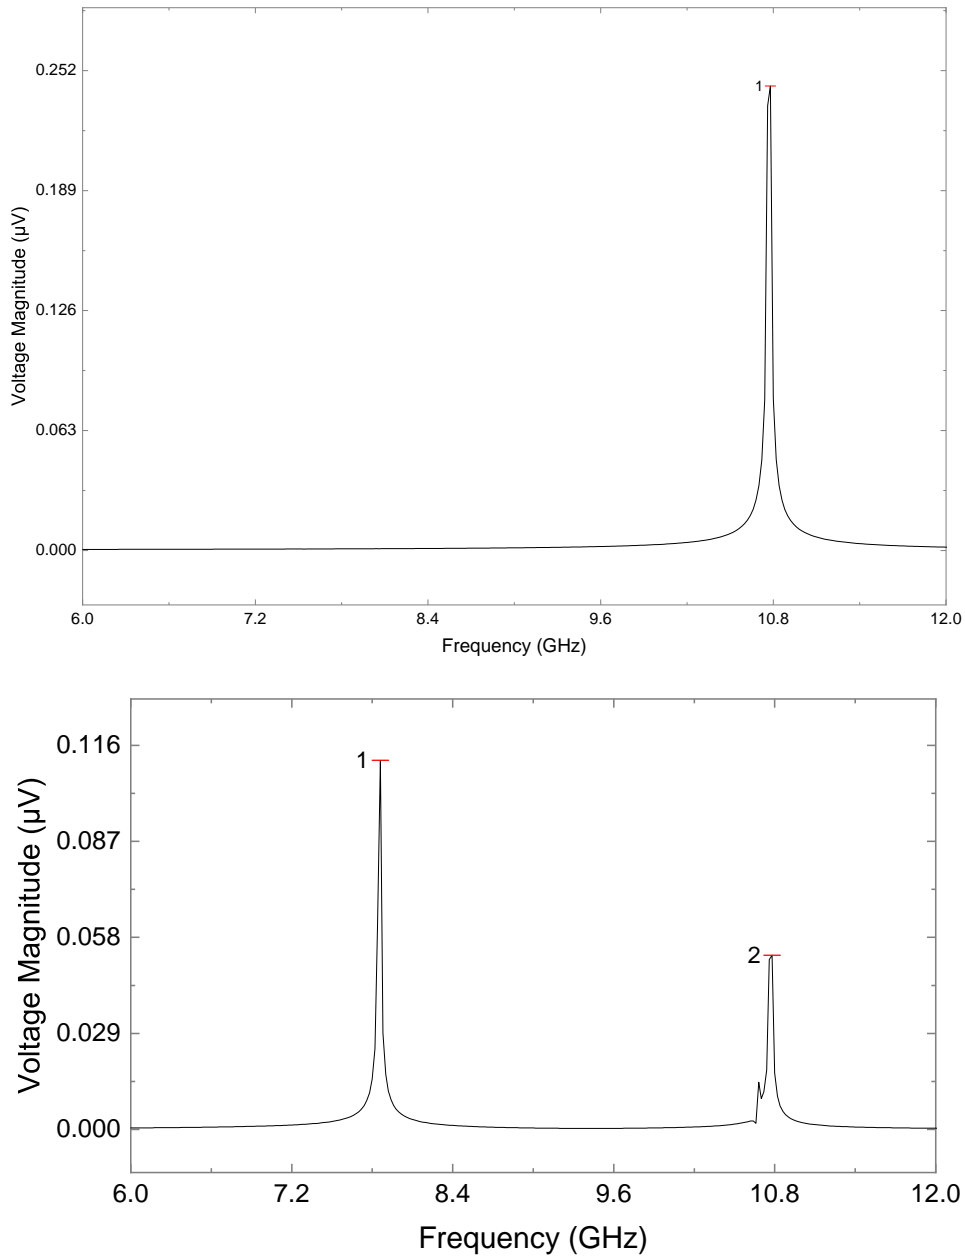 0.252
0.189
0.126
0.063
0.000
Voltage Magnitude (µV)
1
6.0 7.2 8.4 9.6 10.8 12.0
Frequency (GHz)
0.116
0.087
0.058
0.029
0.000
Voltage Magnitude (µV)
1
2
6.0 7.2 8.4 9.6 10.8 12.0
Frequency (GHz)